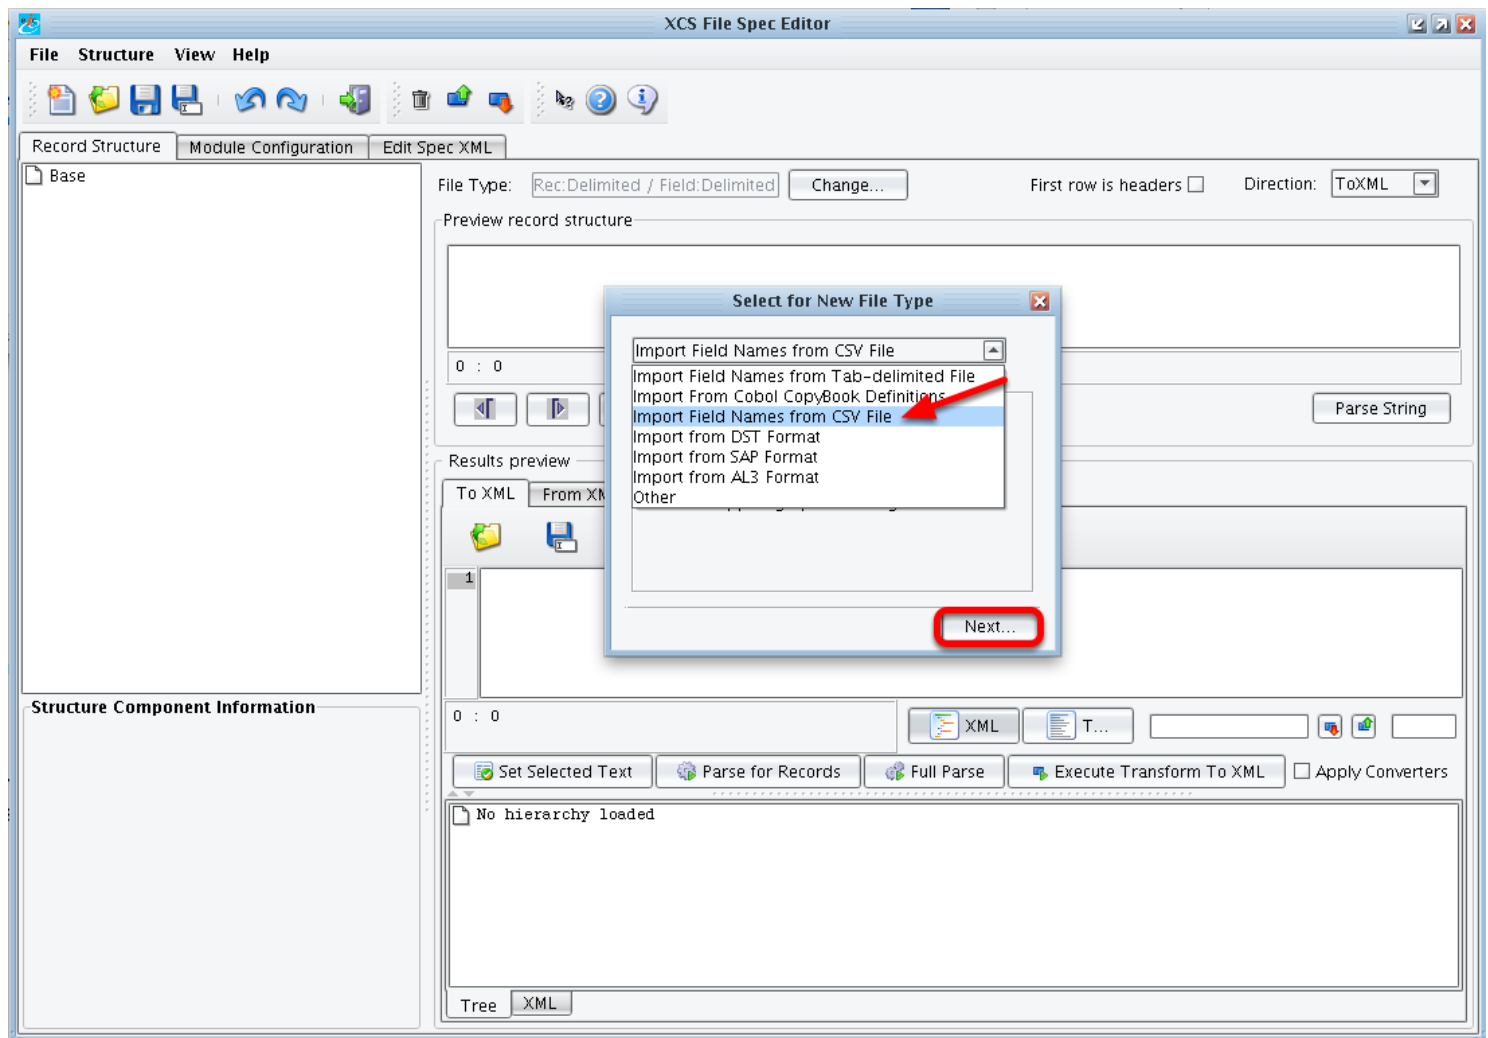 XCS File Spec Editor
File Structure View Help
Record Structure Module Configuration Edit Spec XML
Base
File Type: Rec:Delimited / Field:Delimited Change... First row is headers Direction: ToXML
Preview record structure
Select for New File Type
Import Field Names from CSV File
0 : 0
Import Field Names from Tab-delimited File
Import From Cobol CopyBook Definitions
Import Field Names from CSV File
Parse String
Import from DST Format
Import from SAP Format
Import from AL3 Format
Other
Results preview
To XML From XM
1
Next...
Structure Component Information
0 : 0
XML T...
Set Selected Text Parse for Records Full Parse Execute Transform To XML Apply Converters
No hierarchy loaded
Tree XML